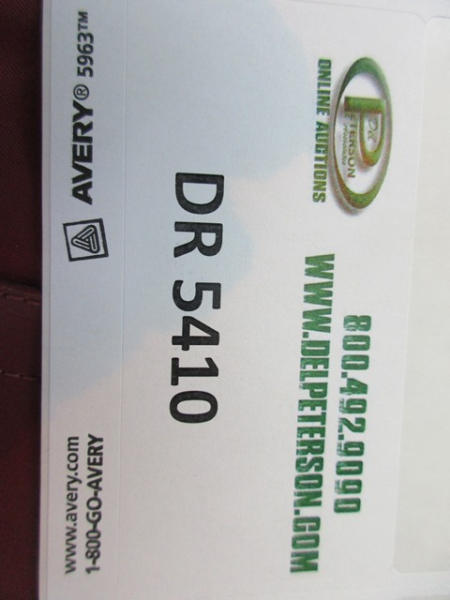 Del
PETERSON
ONLINE AUCTIONS
800.492.9090
WWW.DELPETERSON.COM
DR 5410
AVERY® 5963™
www.avery.com
1-800-GO-AVERY